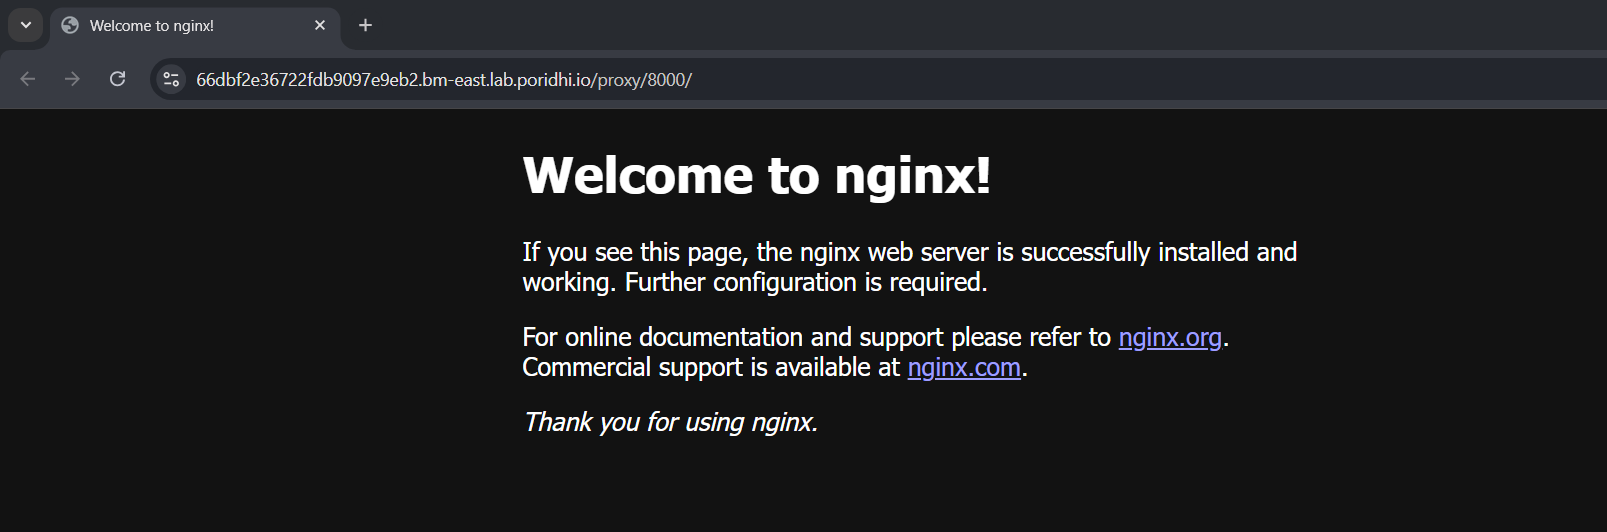 Welcome to nginx!
66dbf2e36722fdb9097e9eb2.bm-east.lab.poridhi.io/proxy/8000/
Welcome to nginx!
If you see this page, the nginx web server is successfully installed and
working. Further configuration is required.
For online documentation and support please refer to nginx.org.
Commercial support is available at nginx.com.
Thank you for using nginx.